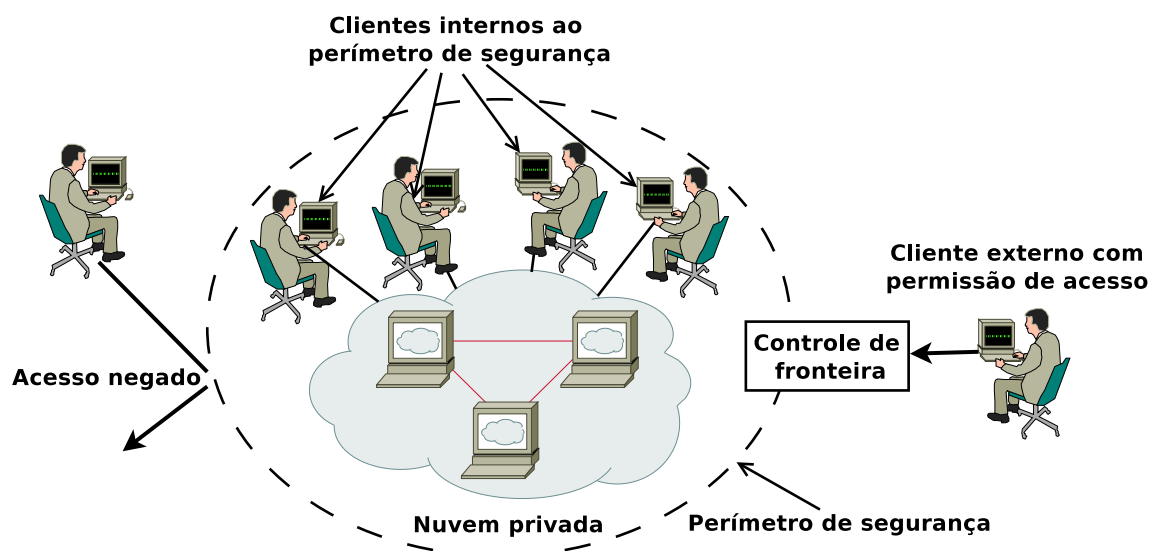 Clientes internos ao
perímetro de segurança
Cliente externo com
permissão de acesso
Controle de
fronteira
Acesso negado
Nuvem privada
Perímetro de segurança